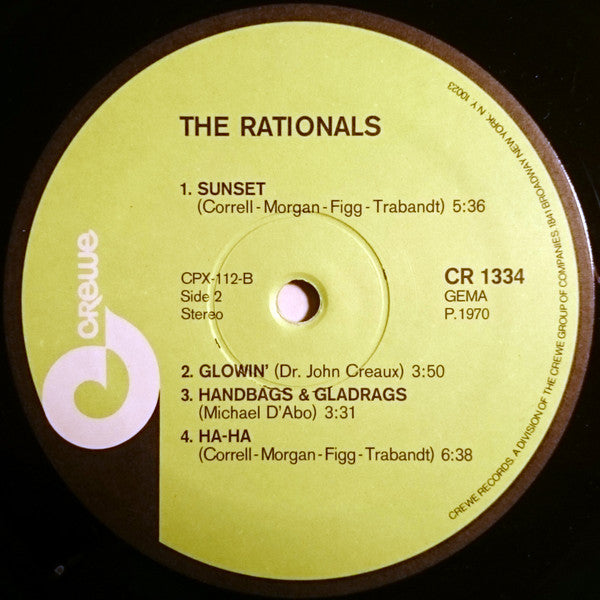 THE RATIONALS
1. SUNSET
(Correll-Morgan-Figg-Trabandt) 5:36
CPX-112-B
Side 2
Stereo
CR 1334
GEMA
P. 1970
2. GLOWIN' (Dr. John Creaux) 3:50
3. HANDBAGS & GLADRAGS
(Michael D'Abo) 3:31
4. HA-HA
(Correll-Morgan-Figg-Trabandt) 6:38
crewe
CREWE RECORDS. A DIVISION OF THE CREWE GROUP OF COMPANIES. 1841 BROADWAY NEW YORK. N.Y. 10023